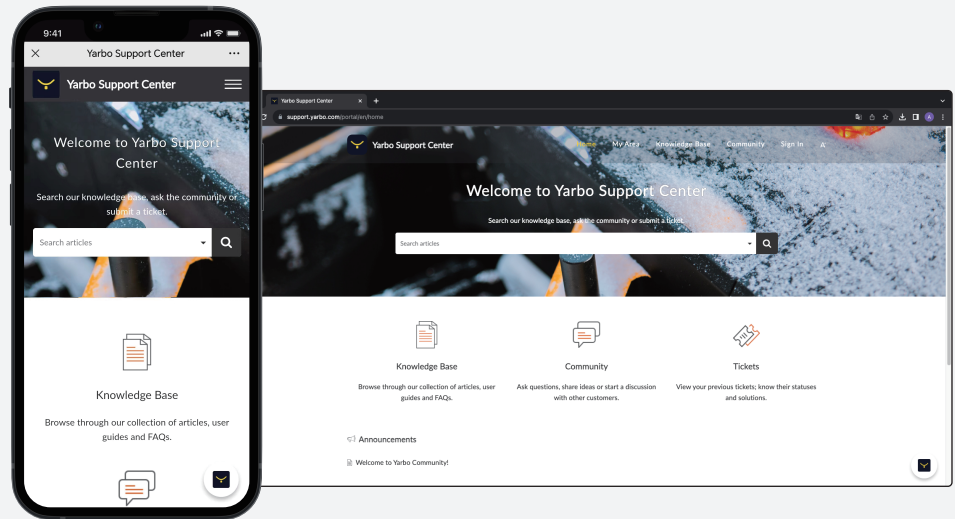 9:41
Yarbo Support Center
Yarbo Support Center
Welcome to Yarbo Support
Center
Search our knowledge base, ask the community or
submit a ticket.
Search articles
Knowledge Base
Browse through our collection of articles, user
guides and FAQs.
Yarbo Support Center
support.yarbo.com/portal/en/home
Yarbo Support Center
Home My Area Knowledge Base Community Sign In
Welcome to Yarbo Support Center
Search our knowledge base, ask the community or submit a ticket.
Search articles
Knowledge Base
Browse through our collection of articles, user
guides and FAQs.
Community
Ask questions, share ideas or start a discussion
with other customers.
Tickets
View your previous tickets; know their statuses
and solutions.
Announcements
Welcome to Yarbo Community!